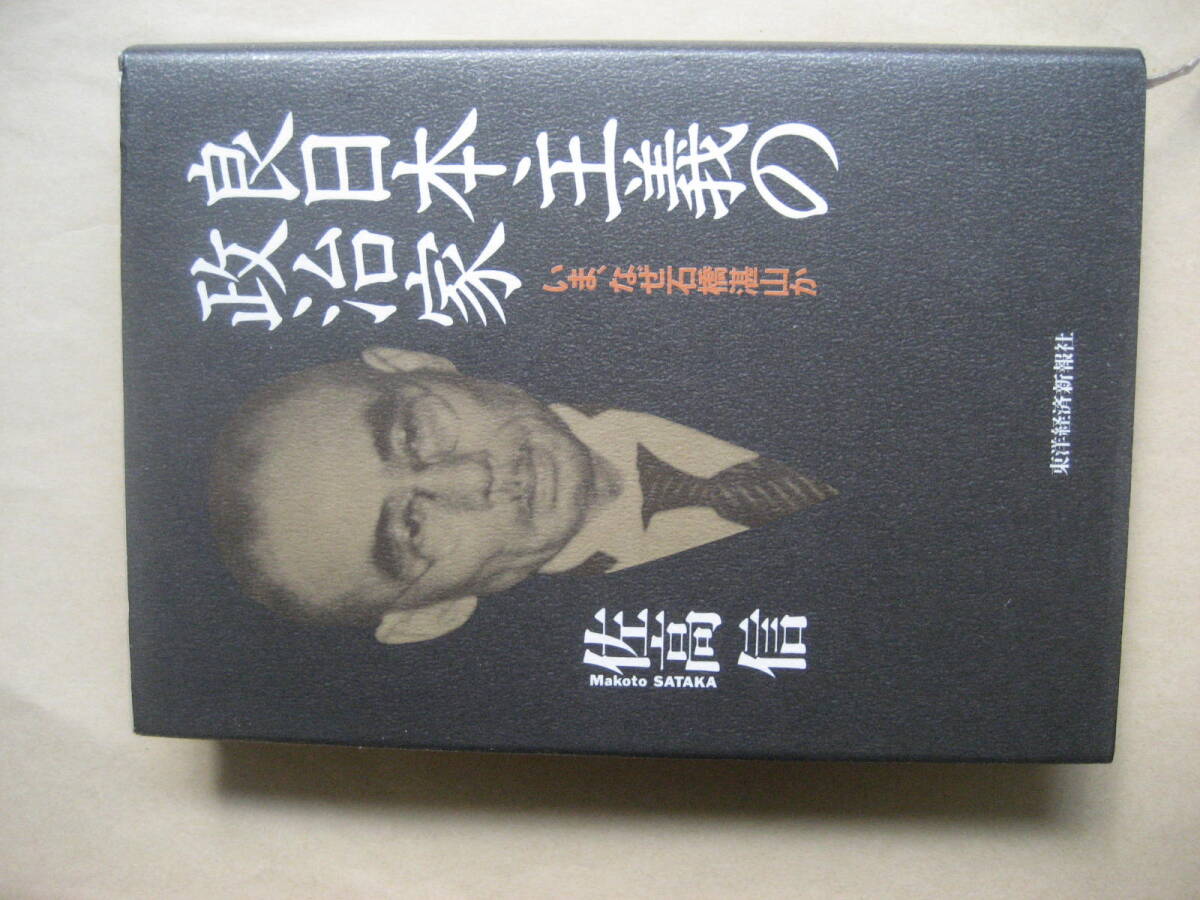 良日本主義の
政治家
いま、なぜ石橋湛山か
佐高 信
Makoto SATAKA
東洋経済新報社